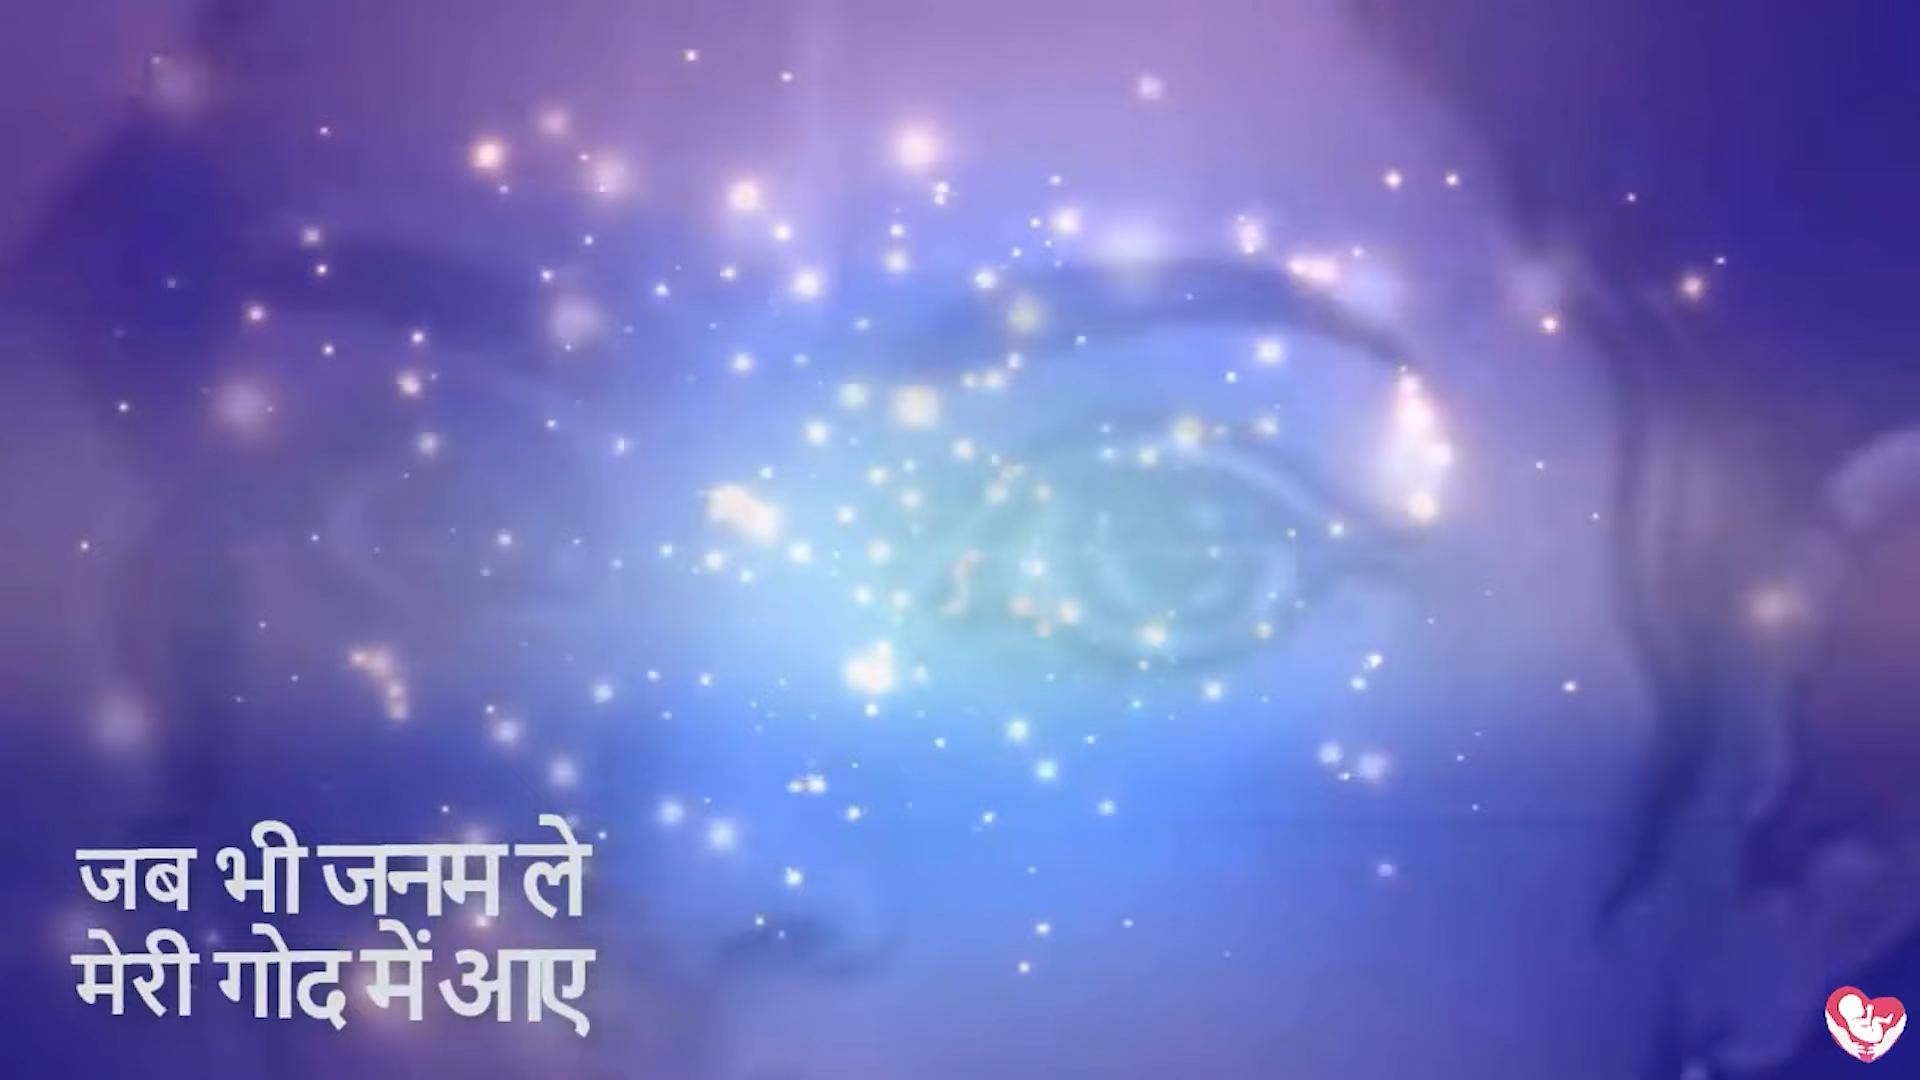 जब भी जनम ले
मेरी गोद में आए